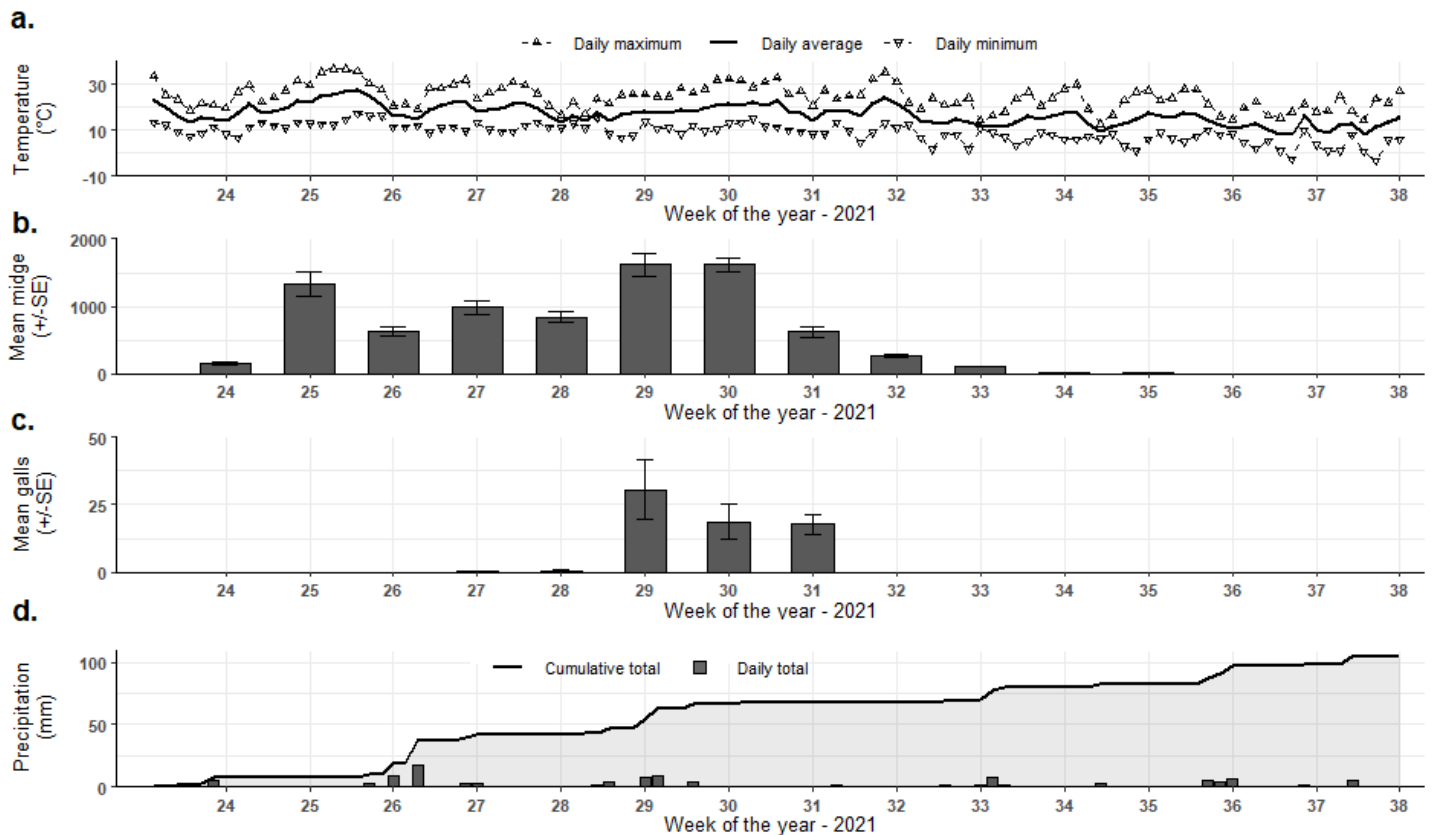 a.
Daily maximum Daily average Daily minimum
Temperature
(°C)
30
10
-10
24 25 26 27 28 29 30 31 32 33 34 35 36 37 38
Week of the year - 2021
b.
Mean midge
(+/-SE)
2000
1000
0
24 25 26 27 28 29 30 31 32 33 34 35 36 37 38
Week of the year - 2021
c.
Mean galls
(+/-SE)
50
25
0
24 25 26 27 28 29 30 31 32 33 34 35 36 37 38
Week of the year - 2021
d.
Cumulative total Daily total
Precipitation
(mm)
100
50
0
24 25 26 27 28 29 30 31 32 33 34 35 36 37 38
Week of the year - 2021